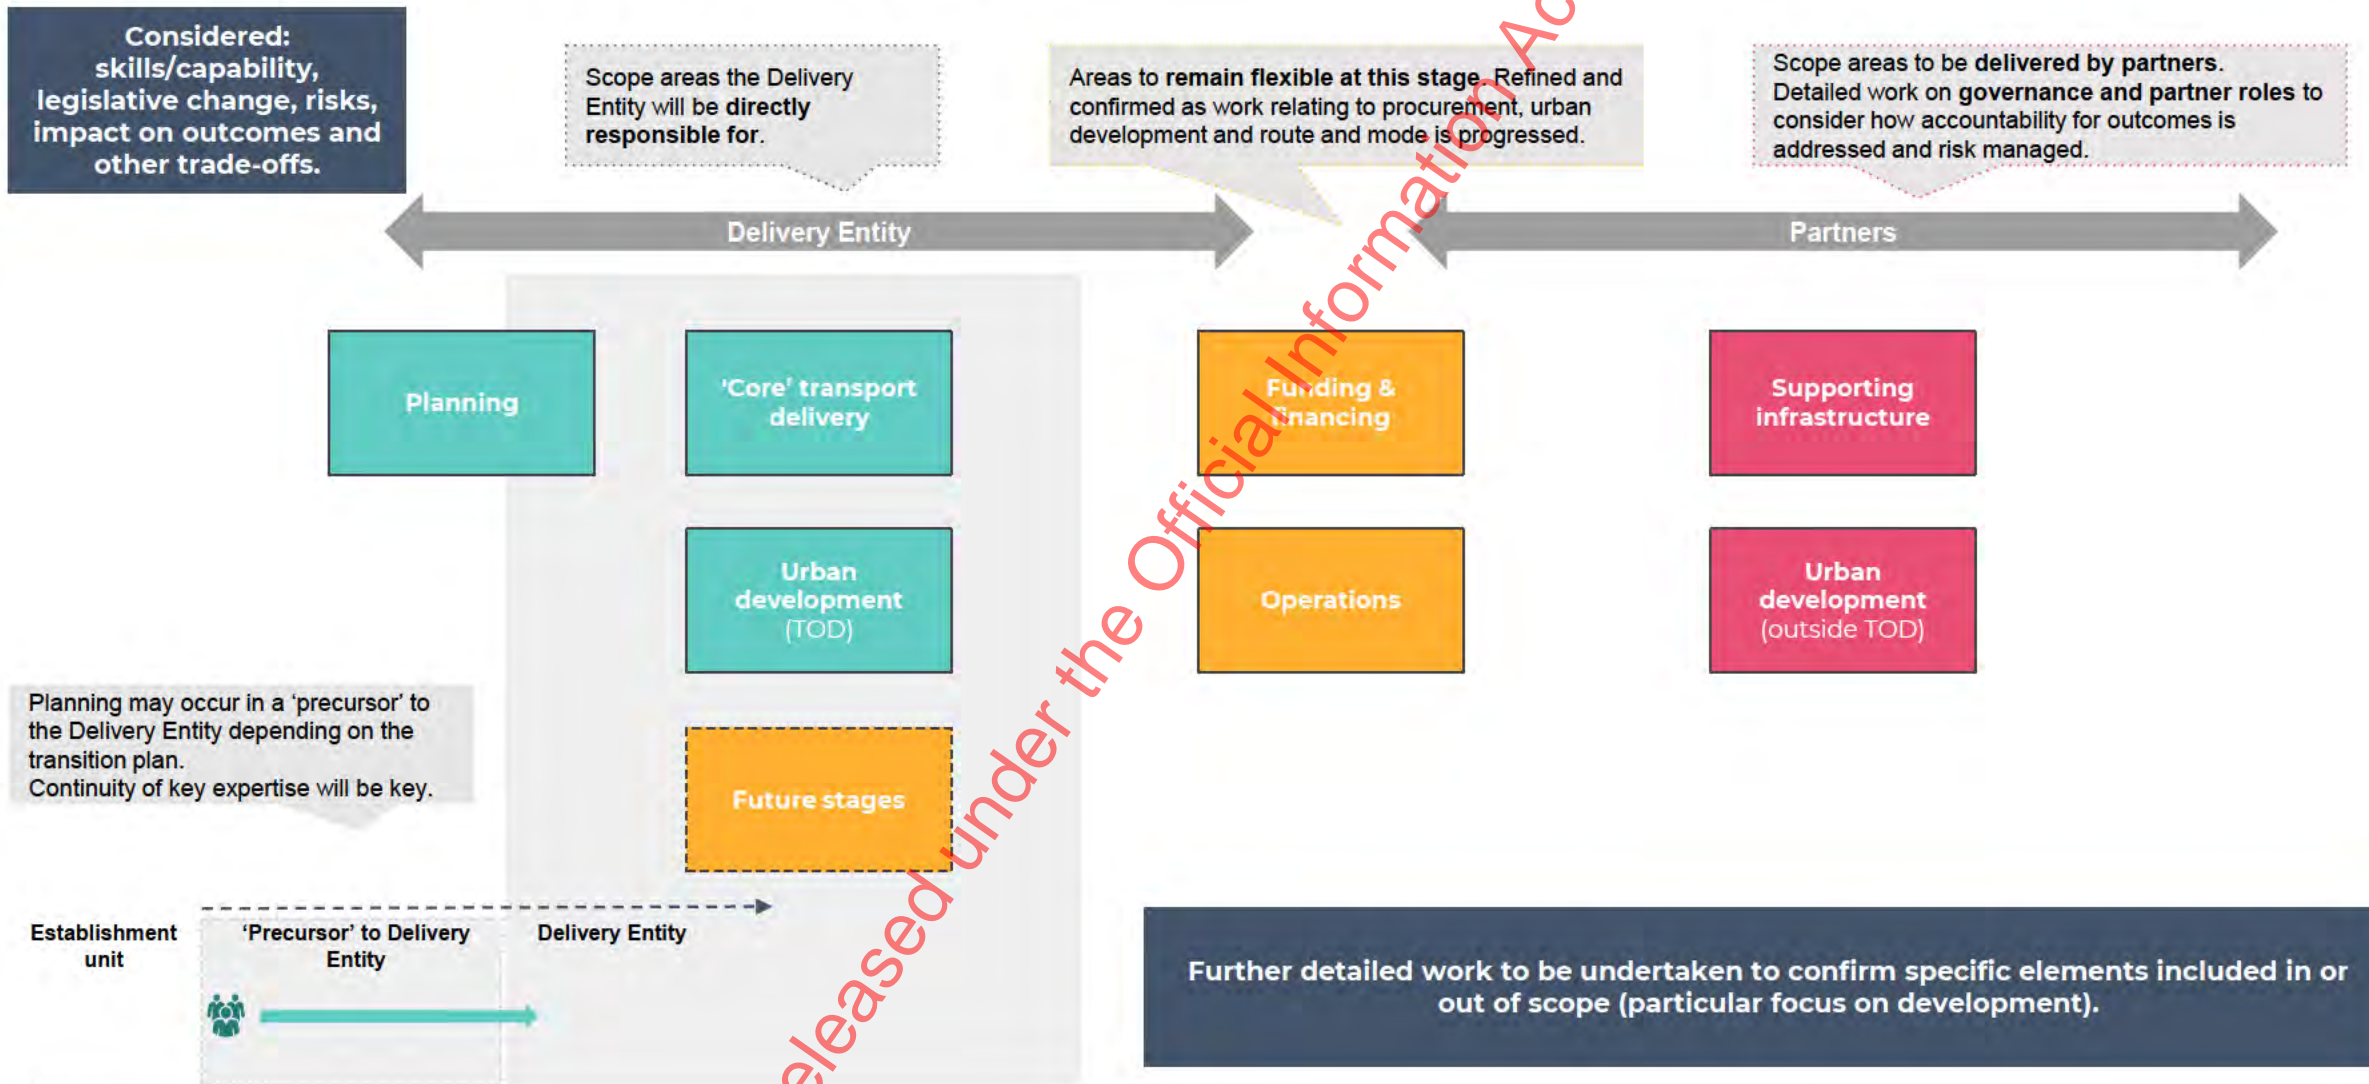 Considered:
skills/capability,
legislative change, risks,
impact on outcomes and
other trade-offs.
Scope areas the Delivery
Entity will be directly
responsible for.
Areas to remain flexible at this stage. Refined and
confirmed as work relating to procurement, urban
development and route and mode is progressed.
Scope areas to be delivered by partners.
Detailed work on governance and partner roles to
consider how accountability for outcomes is
addressed and risk managed.
Delivery Entity
Partners
Planning
'Core' transport
delivery
Funding &
financing
Supporting
infrastructure
Urban
development
(TOD)
Operations
Urban
development
(outside TOD)
Planning may occur in a 'precursor' to
the Delivery Entity depending on the
transition plan.
Continuity of key expertise will be key.
Future stages
Establishment
unit
'Precursor' to Delivery
Entity
Delivery Entity
Further detailed work to be undertaken to confirm specific elements included in or
out of scope (particular focus on development).
under the Official Information